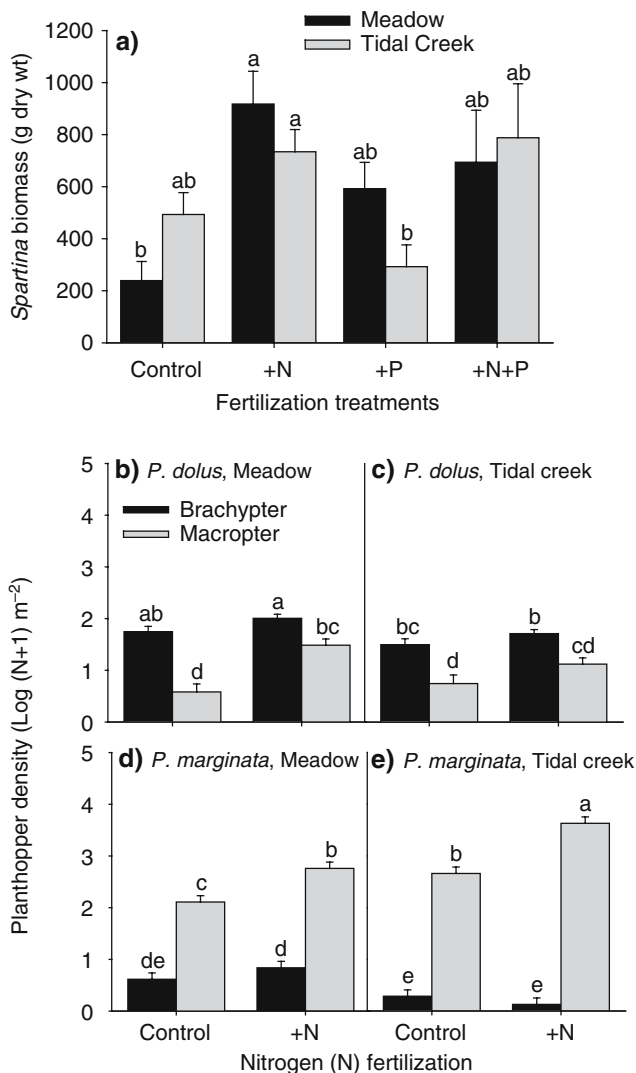 a)
Meadow
Tidal Creek
1200
1000
800
600
400
200
0
Spartina biomass (g dry wt)
b
ab
a
a
ab
b
ab
ab
Control +N +P +N+P
Fertilization treatments
b) P. dolus, Meadow
c) P. dolus, Tidal creek
Brachypter
Macropter
5
4
3
2
1
0
ab
d
a
bc
bc
d
b
cd
Planthopper density (Log (N+1) m⁻²)
d) P. marginata, Meadow
e) P. marginata, Tidal creek
5
4
3
2
1
0
de
c
d
b
e
b
e
a
Control +N Control +N
Nitrogen (N) fertilization